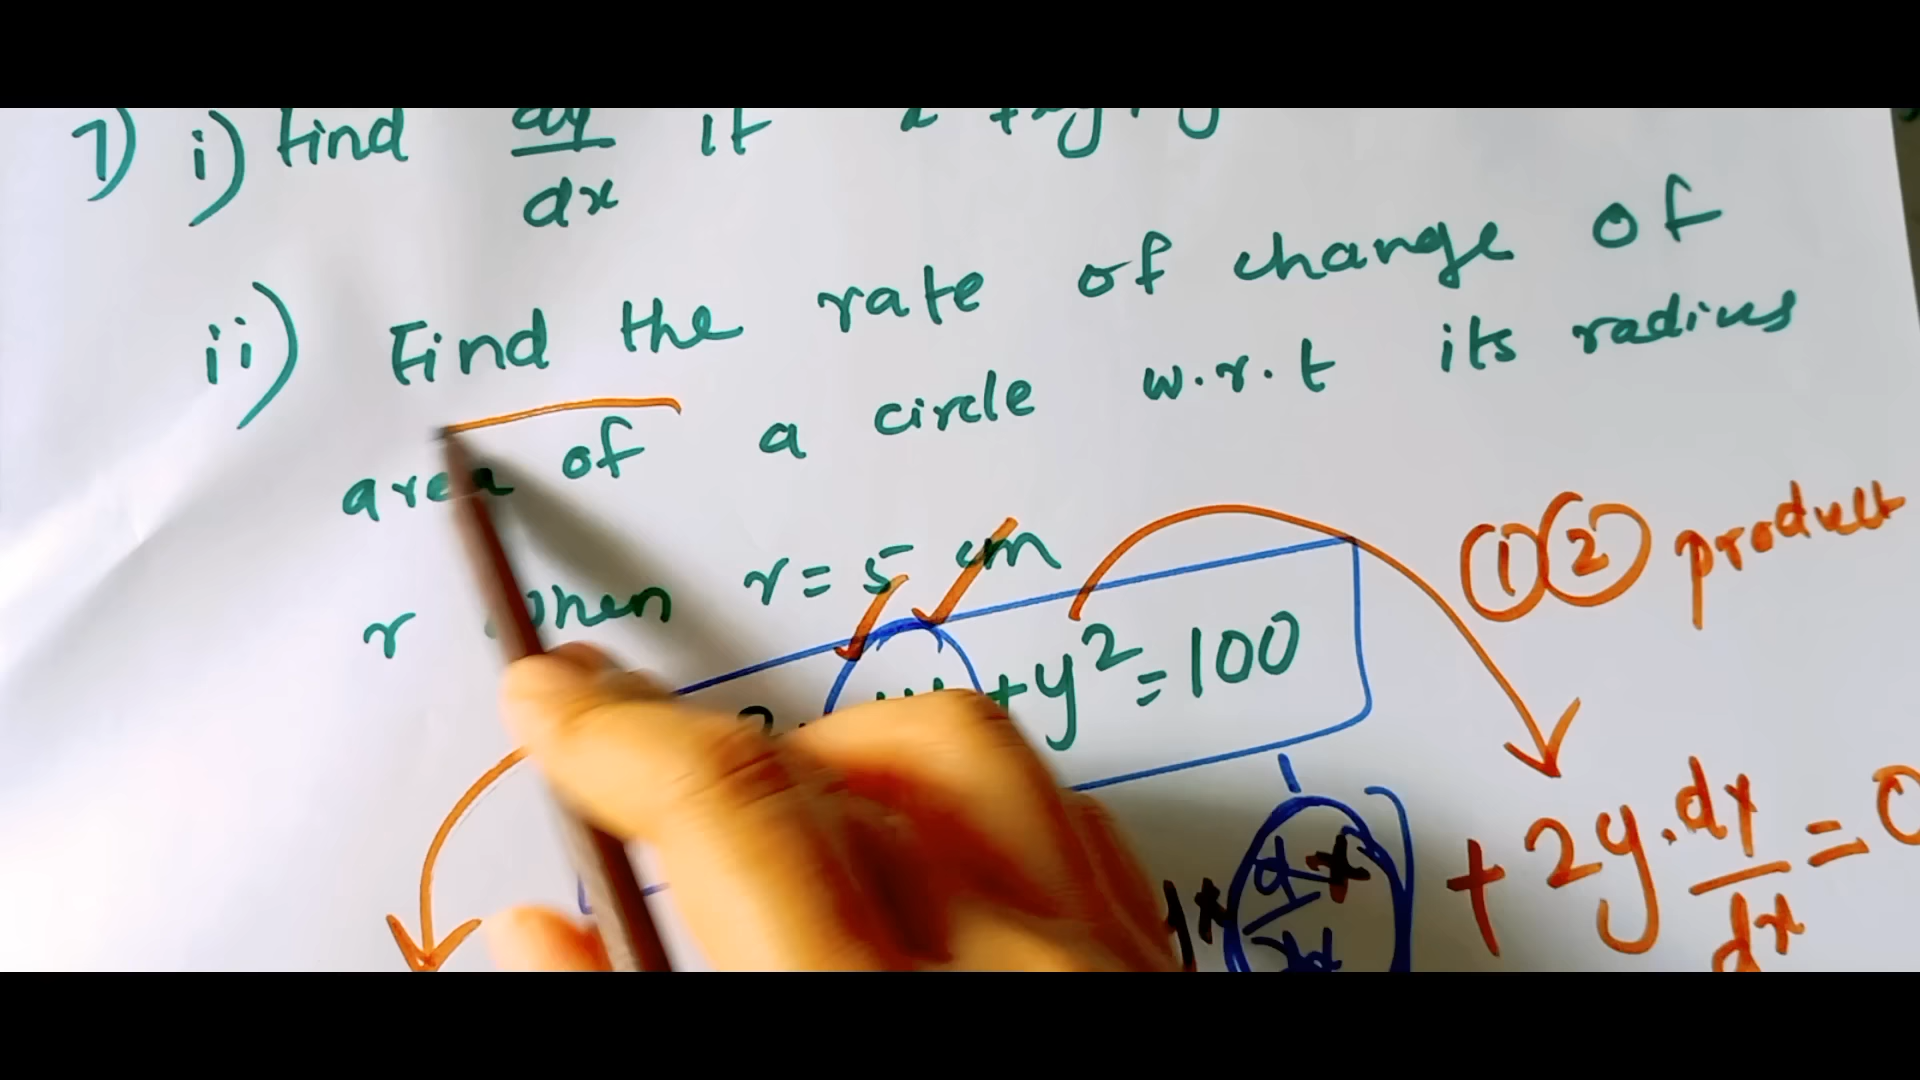 7) i) find dy/dx if
ii) Find the rate of change of
area of a circle w.r.t its radius
r when r=5 cm
+y²=100
① ② product
dx
+ 2y.dy/dx=0